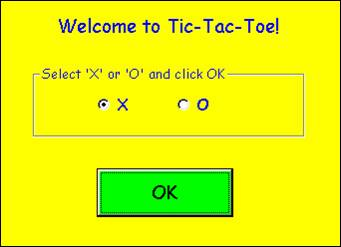 Welcome to Tic-Tac-Toe!
Select 'X' or 'O' and click OK
X O
OK